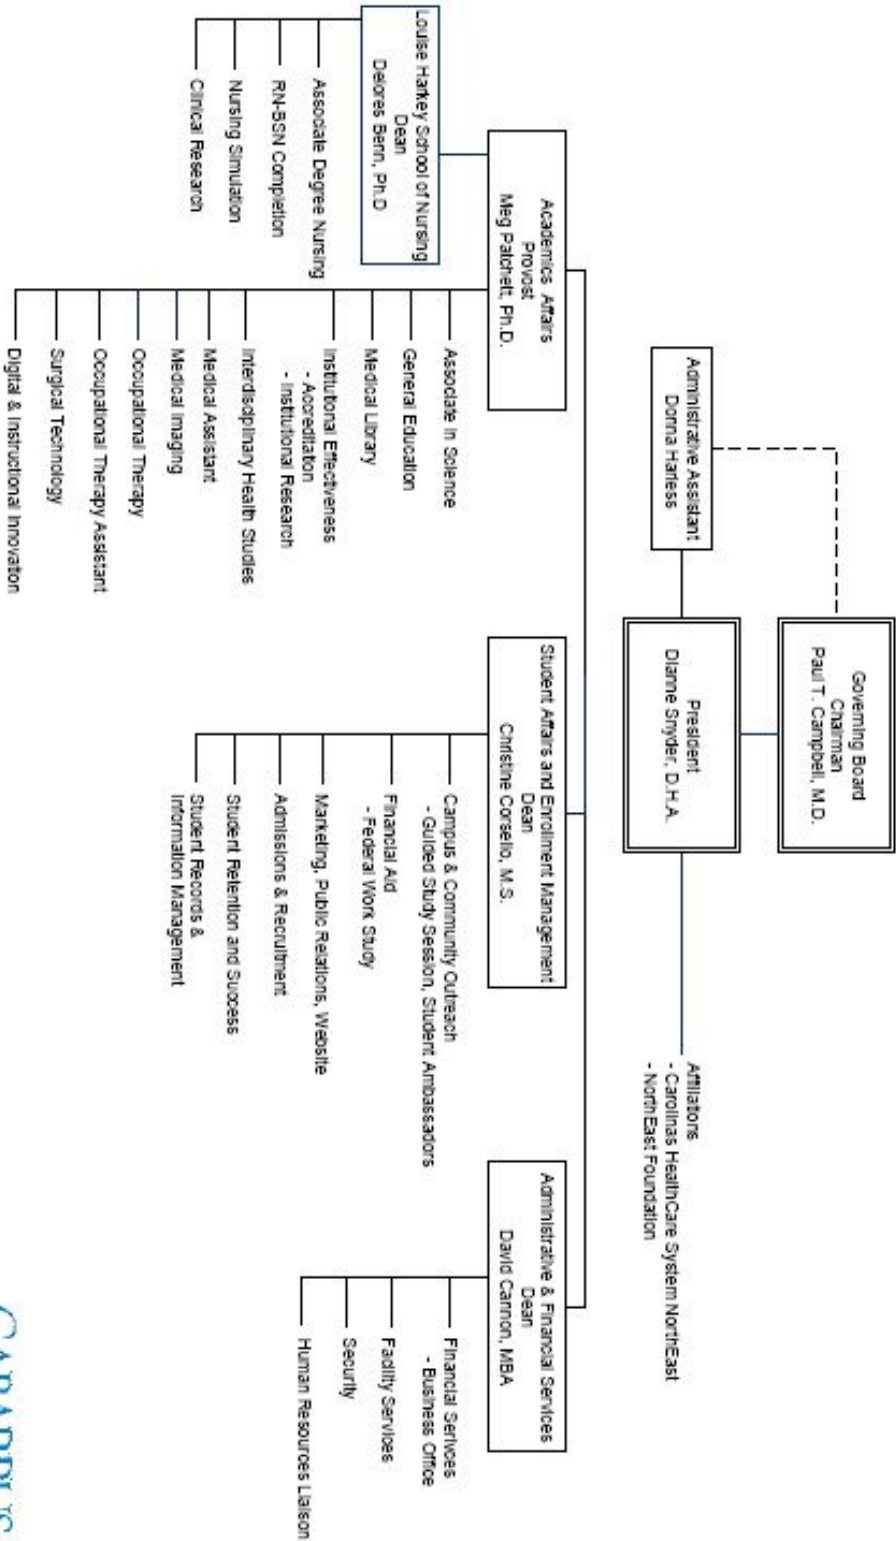 Governing Board
Chairman
Paul T. Campbell, M.D.
President
Dianne Snyder, D.H.A.
Administrative Assistant
Donna Harless
Affiliations
- Carolinas HealthCare System NorthEast
- NorthEast Foundation
Academics Affairs
Provost
Meg Patchett, Ph.D.
Louise Harkey School of Nursing
Dean
Delores Benn, Ph.D
Associate Degree Nursing
RN-BSN Completion
Nursing Simulation
Clinical Research
Associate in Science
General Education
Medical Library
Institutional Effectiveness
- Accreditation
- Institutional Research
Interdisciplinary Health Studies
Medical Assistant
Medical Imaging
Occupational Therapy
Occupational Therapy Assistant
Surgical Technology
Digital & Instructional Innovation
Student Affairs and Enrollment Management
Dean
Christine Corsello, M.S.
Campus & Community Outreach
- Guided Study Session, Student Ambassadors
Financial Aid
- Federal Work Study
Marketing, Public Relations, Website
Admissions & Recruitment
Student Retention and Success
Student Records &
Information Management
Administrative & Financial Services
Dean
David Cannon, MBA
Financial Serivces
- Business Office
Facility Services
Security
Human Resources Liaison
CABARRUS